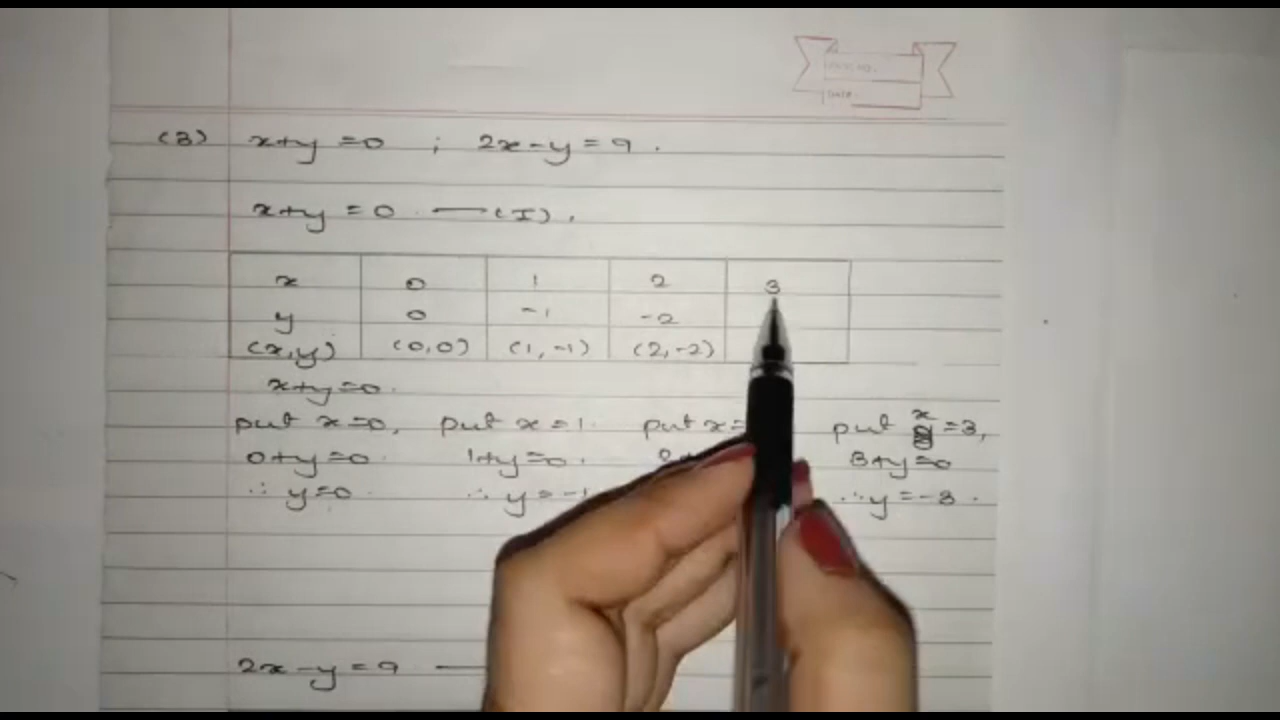 (3) x+y=0 ; 2x-y=9.
x+y=0 —(I).
x 0 1 2 3
y 0 -1 -2
(x,y) (0,0) (1,-1) (2,-2)
x+y=0.
put x=0, put x=1. put x= put x=3,
0+y=0. 1+y=0. 3+y=0
∴ y=0. ∴ y=-1 ∴ y=-3.
2x-y=9 —